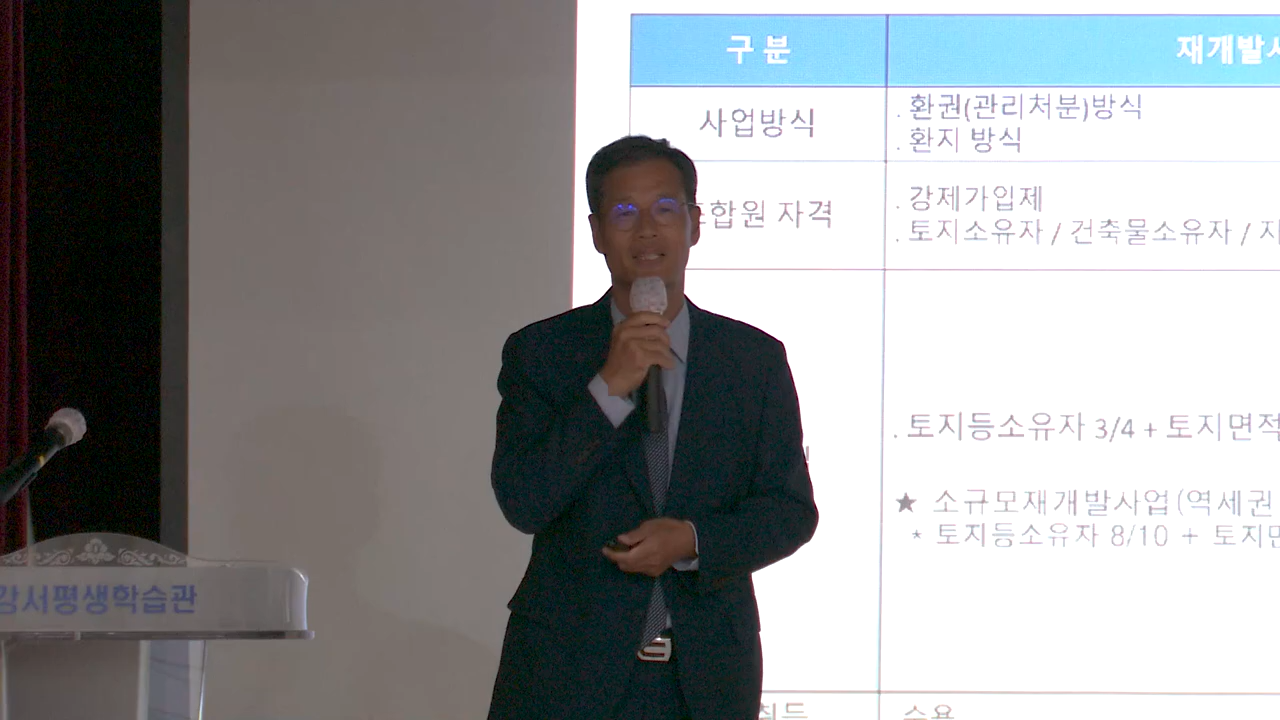 구 분
재개발
사업방식
. 환권(관리처분)방식
. 환지 방식
합원 자격
. 강제가입제
. 토지소유자 / 건축물소유자 / 지
. 토지등소유자 3/4 + 토지면적
★ 소규모재개발사업(역세권
* 토지등소유자 8/10 + 토지면
수용
강서평생학습관